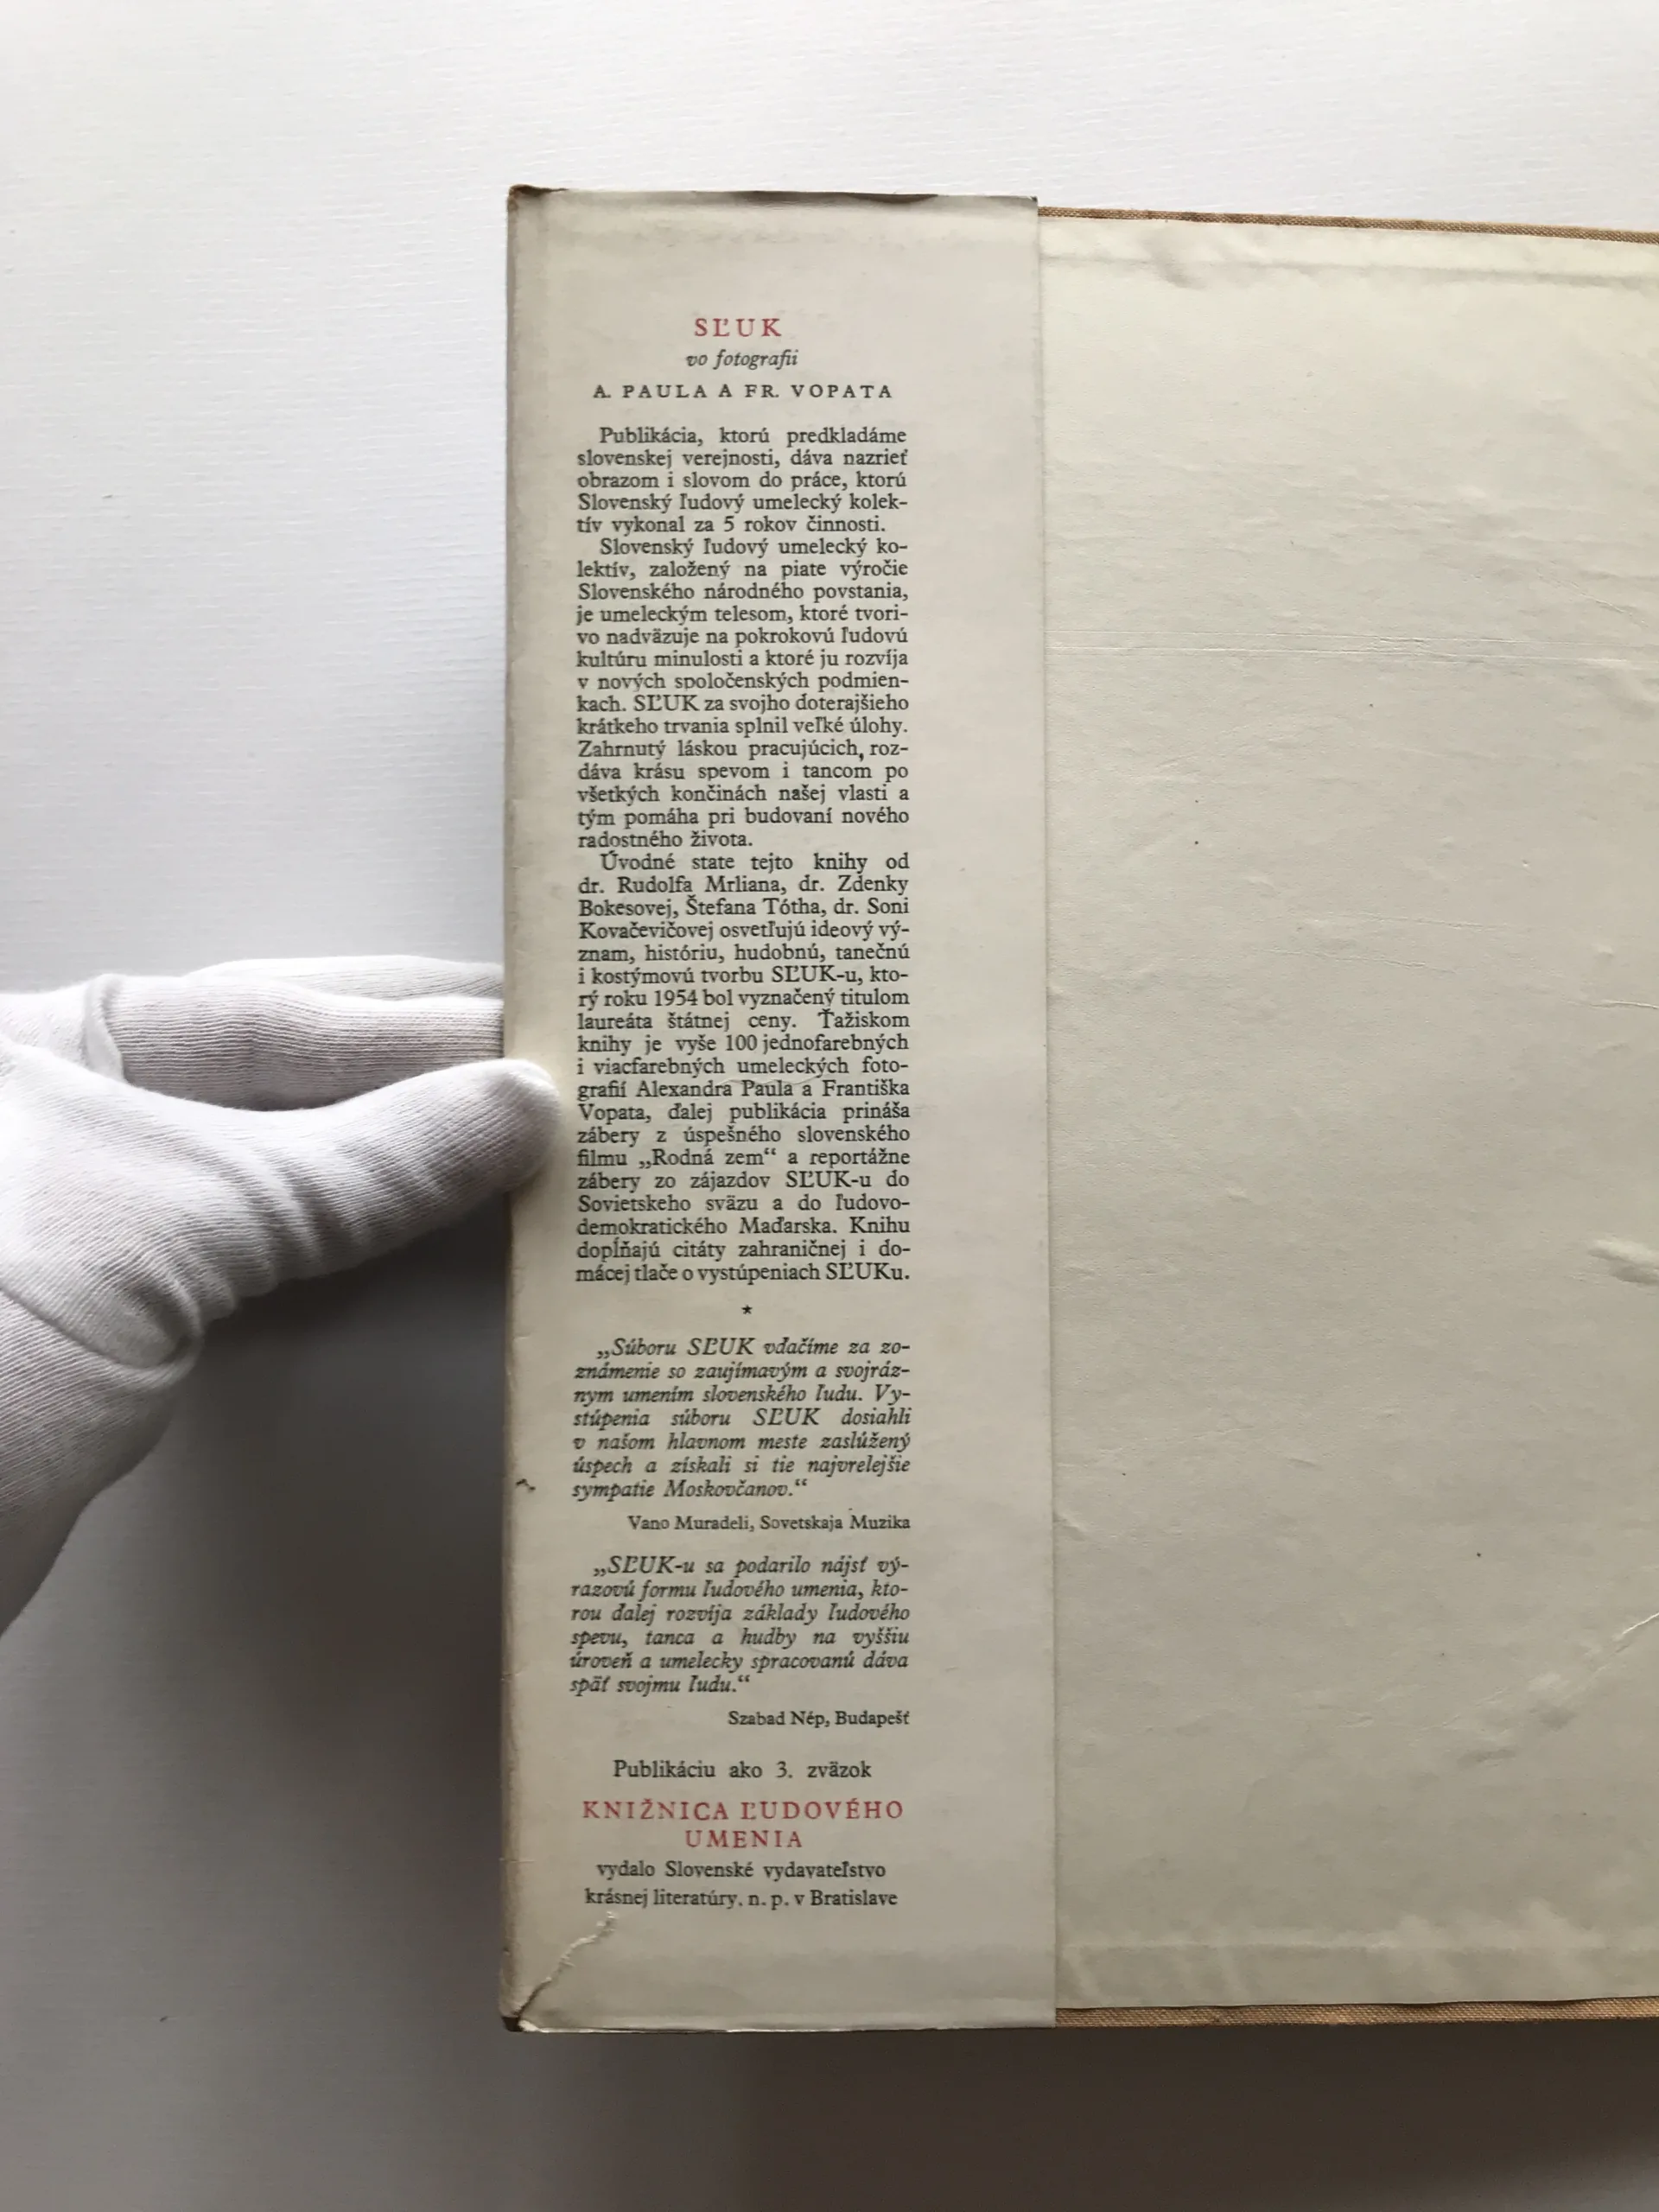 SĽUK
vo fotografii
A. PAULA A FR. VOPATA
Publikácia, ktorú predkladáme
slovenskej verejnosti, dáva nazrieť
obrazom i slovom do práce, ktorú
Slovenský ľudový umelecký kolek-
tív vykonal za 5 rokov činnosti.
Slovenský ľudový umelecký ko-
lektív, založený na piate výročie
Slovenského národného povstania,
je umeleckým telesom, ktoré tvori-
vo nadväzuje na pokrokovú ľudovú
kultúru minulosti a ktoré ju rozvíja
v nových spoločenských podmien-
kach. SĽUK za svojho doterajšieho
krátkeho trvania splnil veľké úlohy.
Zahrnutý láskou pracujúcich, roz-
dáva krásu spevom i tancom po
všetkých končinách našej vlasti a
tým pomáha pri budovaní nového
radostného života.
Úvodné state tejto knihy od
dr. Rudolfa Mrliana, dr. Zdenky
Bokesovej, Štefana Tótha, dr. Soni
Kovačevičovej osvetľujú ideový vý-
znam, históriu, hudobnú, tanečnú
i kostýmovú tvorbu SĽUK-u, kto-
rý roku 1954 bol vyznačený titulom
laureáta štátnej ceny. Ťažiskom
knihy je vyše 100 jednofarebných
i viacfarebných umeleckých foto-
grafií Alexandra Paula a Františka
Vopata, ďalej publikácia prináša
zábery z úspešného slovenského
filmu „Rodná zem“ a reportážne
zábery zo zájazdov SĽUK-u do
Sovietskeho sväzu a do ľudovo-
demokratického Maďarska. Knihu
dopĺňajú citáty zahraničnej i do-
mácej tlače o vystúpeniach SĽUKu.
★
„Súboru SĽUK vďačíme za zo-
známenie so zaujímavým a svojráz-
nym umením slovenského ľudu. Vy-
stúpenia súboru SĽUK dosiahli
v našom hlavnom meste zaslúžený
úspech a získali si tie najvrelejšie
sympatie Moskovčanov.“
Vano Muradeli, Sovetskaja Muzika
„SĽUK-u sa podarilo nájsť vý-
razovú formu ľudového umenia, kto-
rou ďalej rozvíja základy ľudového
spevu, tanca a hudby na vyššiu
úroveň a umelecky spracovanú dáva
späť svojmu ľudu.“
Szabad Nép, Budapešť
Publikáciu ako 3. zväzok
KNIŽNICA ĽUDOVÉHO
UMENIA
vydalo Slovenské vydavateľstvo
krásnej literatúry. n. p. v Bratislave